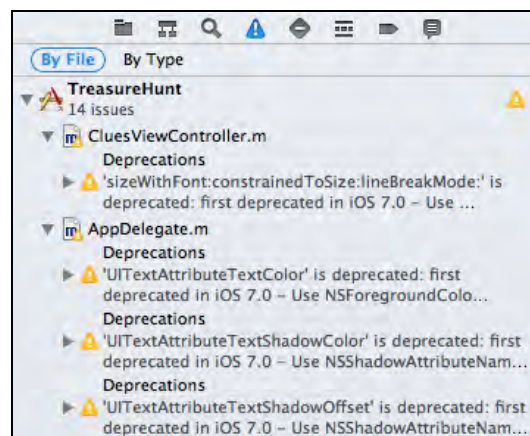 By File By Type
TreasureHunt
14 issues
m CluesViewController.m
Deprecations
'sizeWithFont:constrainedToSize:lineBreakMode:' is
deprecated: first deprecated in iOS 7.0 – Use ...
m AppDelegate.m
Deprecations
'UITextAttributeTextColor' is deprecated: first
deprecated in iOS 7.0 – Use NSForegroundColo...
Deprecations
'UITextAttributeTextShadowColor' is deprecated: first
deprecated in iOS 7.0 – Use NSShadowAttributeNam...
Deprecations
'UITextAttributeTextShadowOffset' is deprecated: first
deprecated in iOS 7.0 – Use NSShadowAttributeNam...